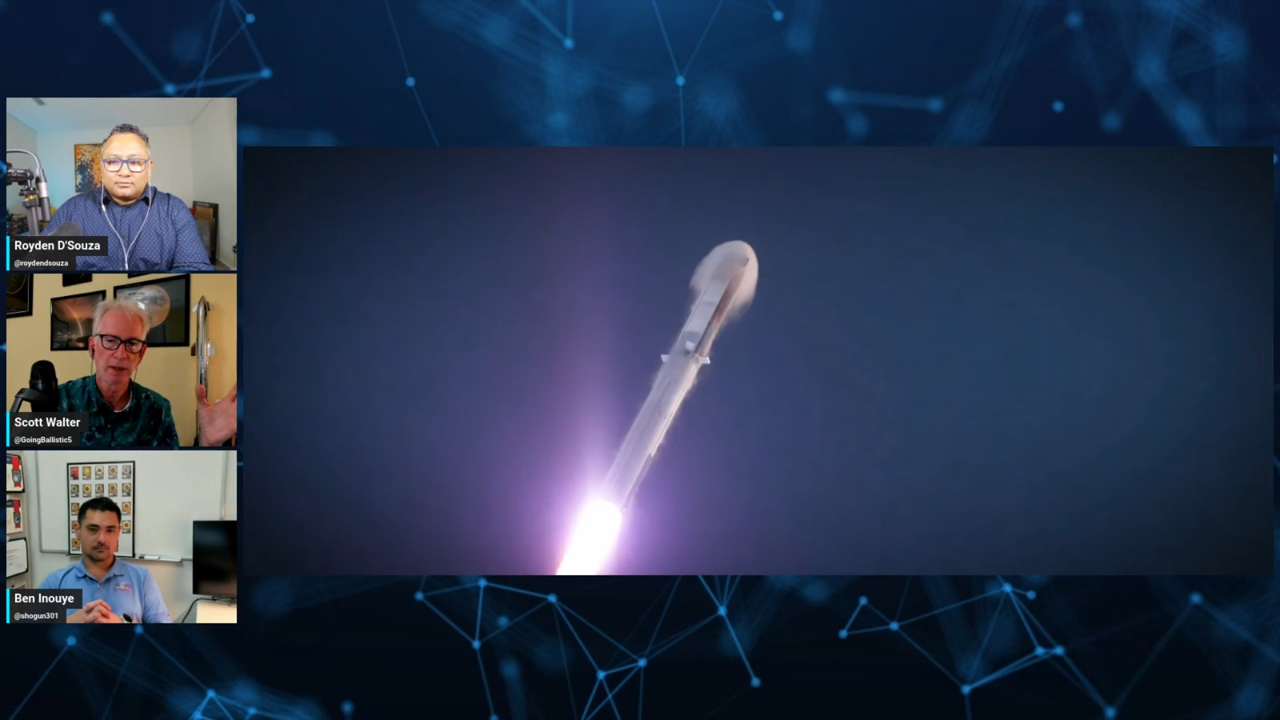 Royden D'Souza
@roydendsouza
Scott Walter
@GoingBallistic5
Ben Inouye
@shogun301